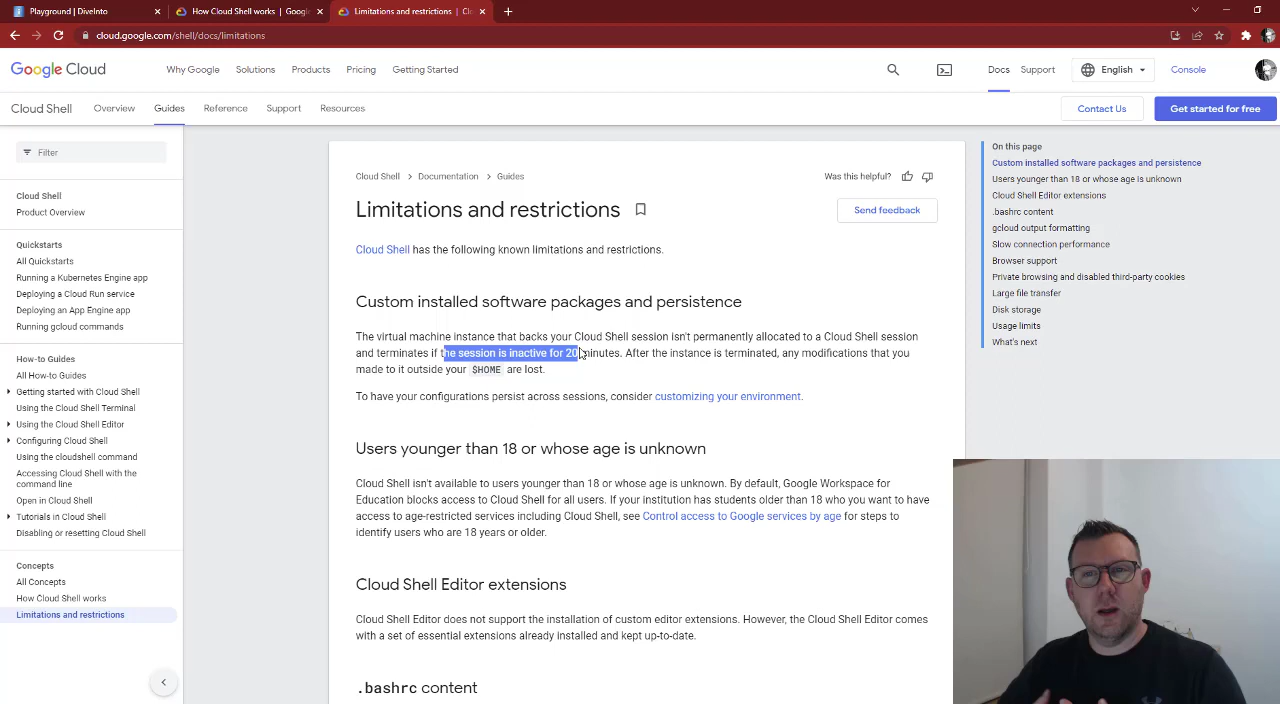 Playground | DiveInto
How Cloud Shell works | Google
Limitations and restrictions | Clo
cloud.google.com/shell/docs/limitations
Google Cloud
Why Google
Solutions
Products
Pricing
Getting Started
Docs
Support
English
Console
Cloud Shell
Overview
Guides
Reference
Support
Resources
Contact Us
Get started for free
Filter
Cloud Shell
Product Overview
Quickstarts
All Quickstarts
Running a Kubernetes Engine app
Deploying a Cloud Run service
Deploying an App Engine app
Running gcloud commands
How-to Guides
All How-to Guides
Getting started with Cloud Shell
Using the Cloud Shell Terminal
Using the Cloud Shell Editor
Configuring Cloud Shell
Using the cloudshell command
Accessing Cloud Shell with the
command line
Open in Cloud Shell
Tutorials in Cloud Shell
Disabling or resetting Cloud Shell
Concepts
All Concepts
How Cloud Shell works
Limitations and restrictions
Cloud Shell
Documentation
Guides
Was this helpful?
Limitations and restrictions
Send feedback
Cloud Shell has the following known limitations and restrictions.
Custom installed software packages and persistence
The virtual machine instance that backs your Cloud Shell session isn't permanently allocated to a Cloud Shell session
and terminates if the session is inactive for 20 minutes. After the instance is terminated, any modifications that you
made to it outside your $HOME are lost.
To have your configurations persist across sessions, consider customizing your environment.
Users younger than 18 or whose age is unknown
Cloud Shell isn't available to users younger than 18 or whose age is unknown. By default, Google Workspace for
Education blocks access to Cloud Shell for all users. If your institution has students older than 18 who you want to have
access to age-restricted services including Cloud Shell, see Control access to Google services by age for steps to
identify users who are 18 years or older.
Cloud Shell Editor extensions
Cloud Shell Editor does not support the installation of custom editor extensions. However, the Cloud Shell Editor comes
with a set of essential extensions already installed and kept up-to-date.
.bashrc content
On this page
Custom installed software packages and persistence
Users younger than 18 or whose age is unknown
Cloud Shell Editor extensions
.bashrc content
gcloud output formatting
Slow connection performance
Browser support
Private browsing and disabled third-party cookies
Large file transfer
Disk storage
Usage limits
What's next